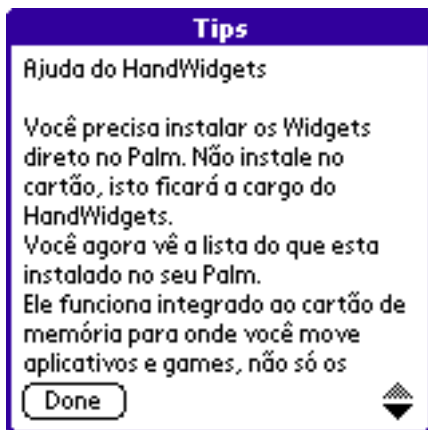 Tips
Ajuda do HandWidgets
Você precisa instalar os Widgets
direto no Palm. Não instale no
cartão, isto ficará a cargo do
HandWidgets.
Você agora vê a lista do que esta
instalado no seu Palm.
Ele funciona integrado ao cartão de
memória para onde você move
aplicativos e games, não só os
Done